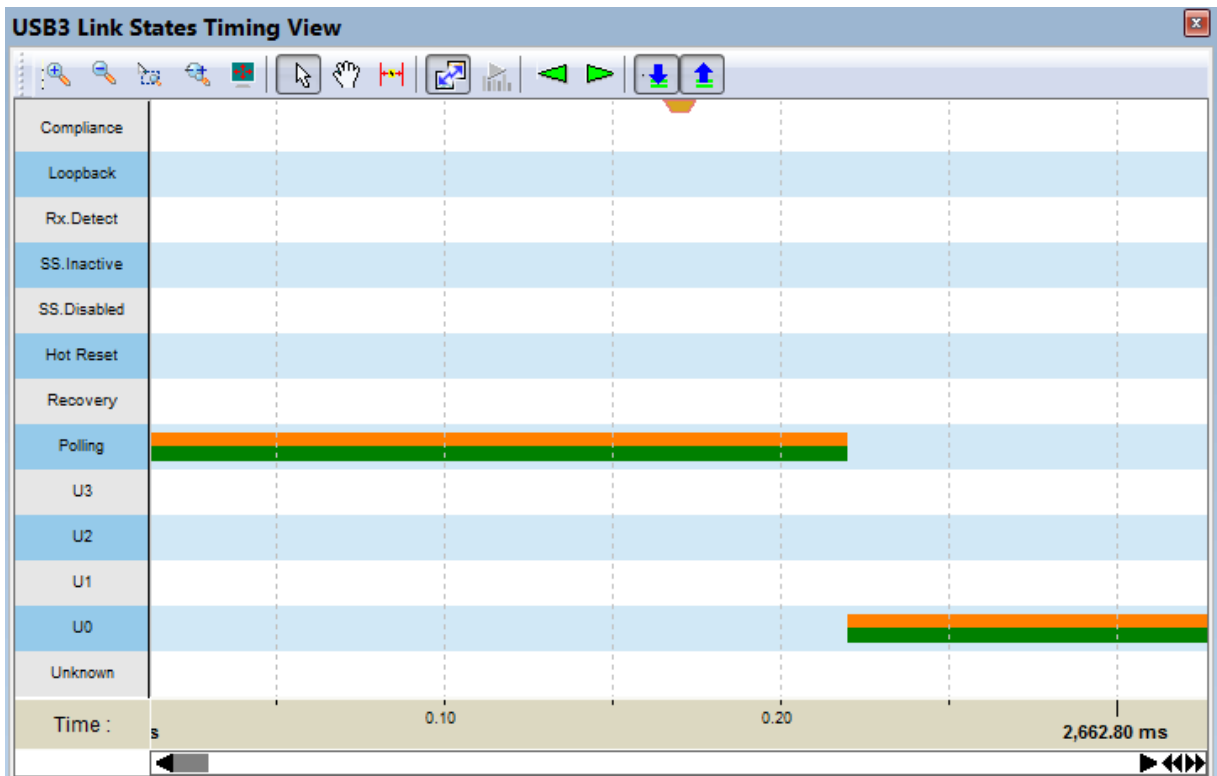 USB3 Link States Timing View
Compliance
Loopback
Rx.Detect
SS.Inactive
SS.Disabled
Hot Reset
Recovery
Polling
U3
U2
U1
U0
Unknown
Time :
s
0.10
0.20
2,662.80 ms